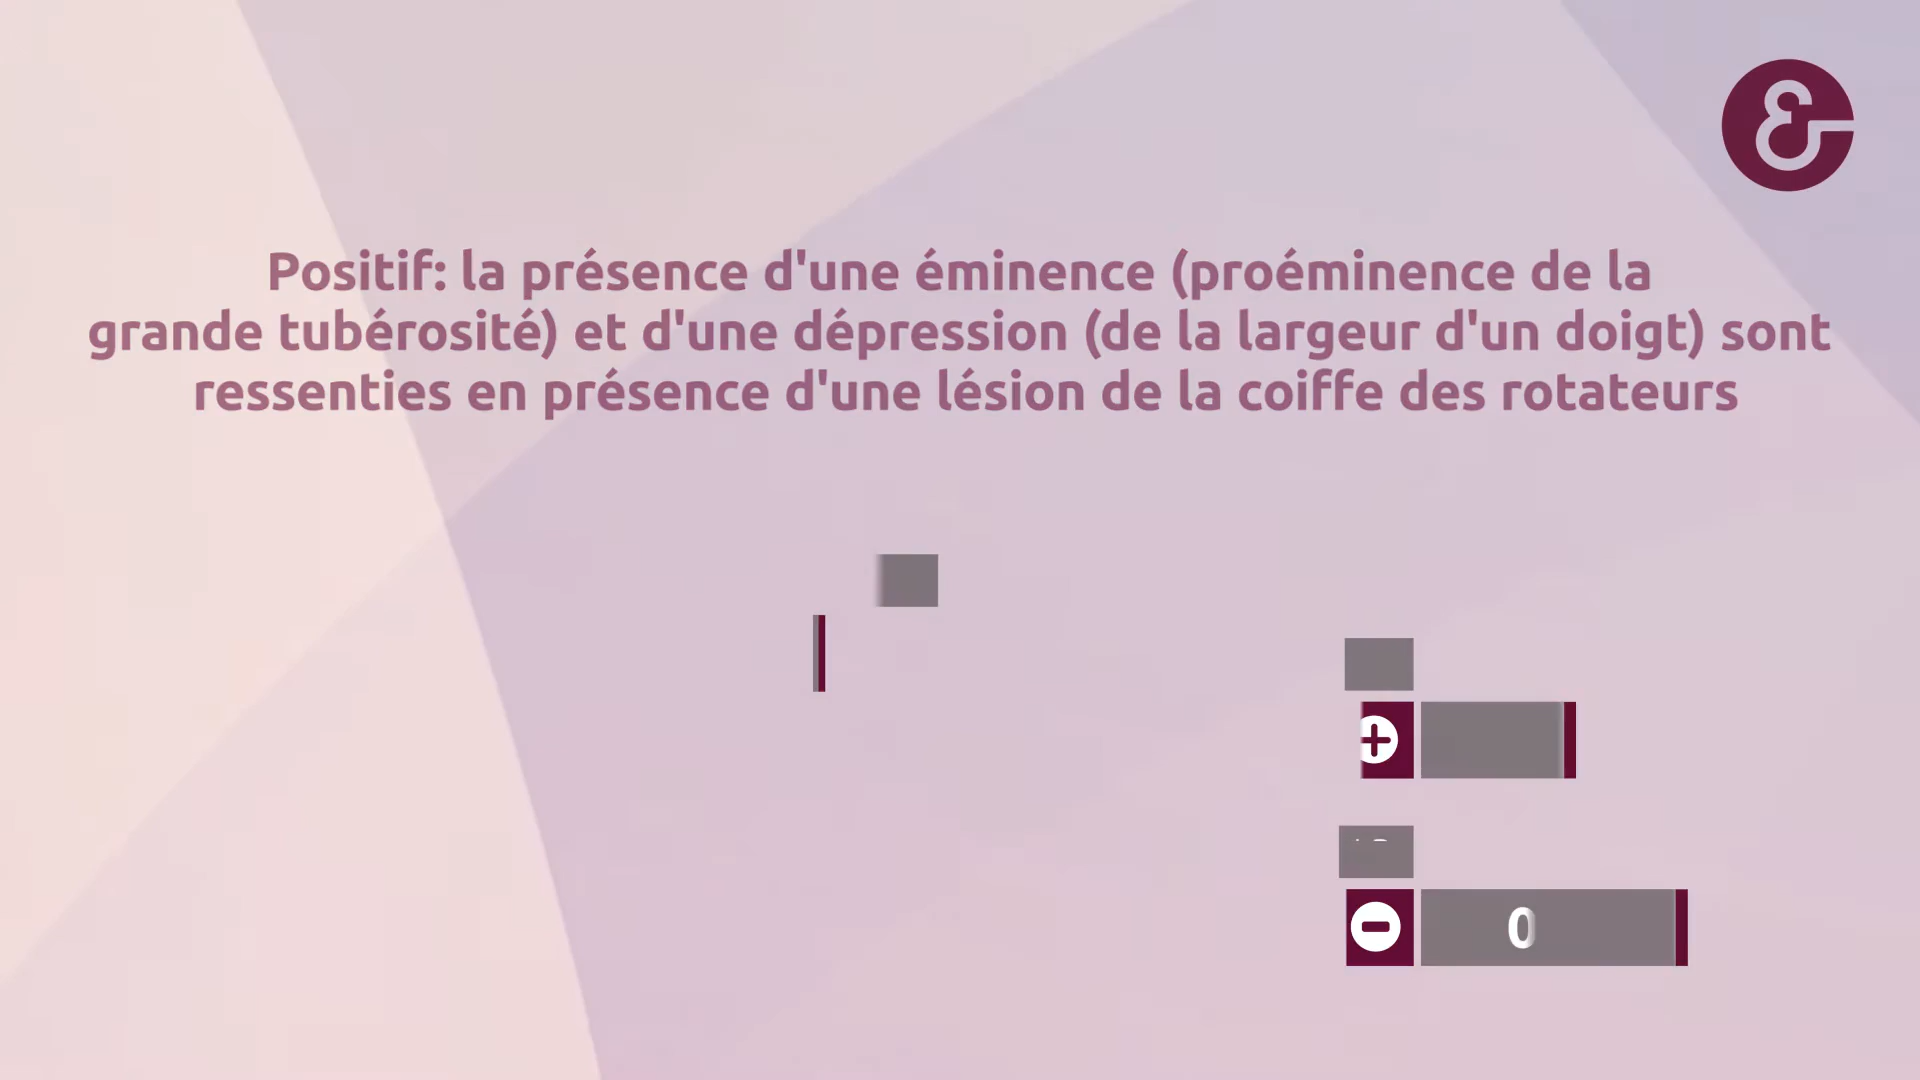 Positif: la présence d'une éminence (proéminence de la
grande tubérosité) et d'une dépression (de la largeur d'un doigt) sont
ressenties en présence d'une lésion de la coiffe des rotateurs
0